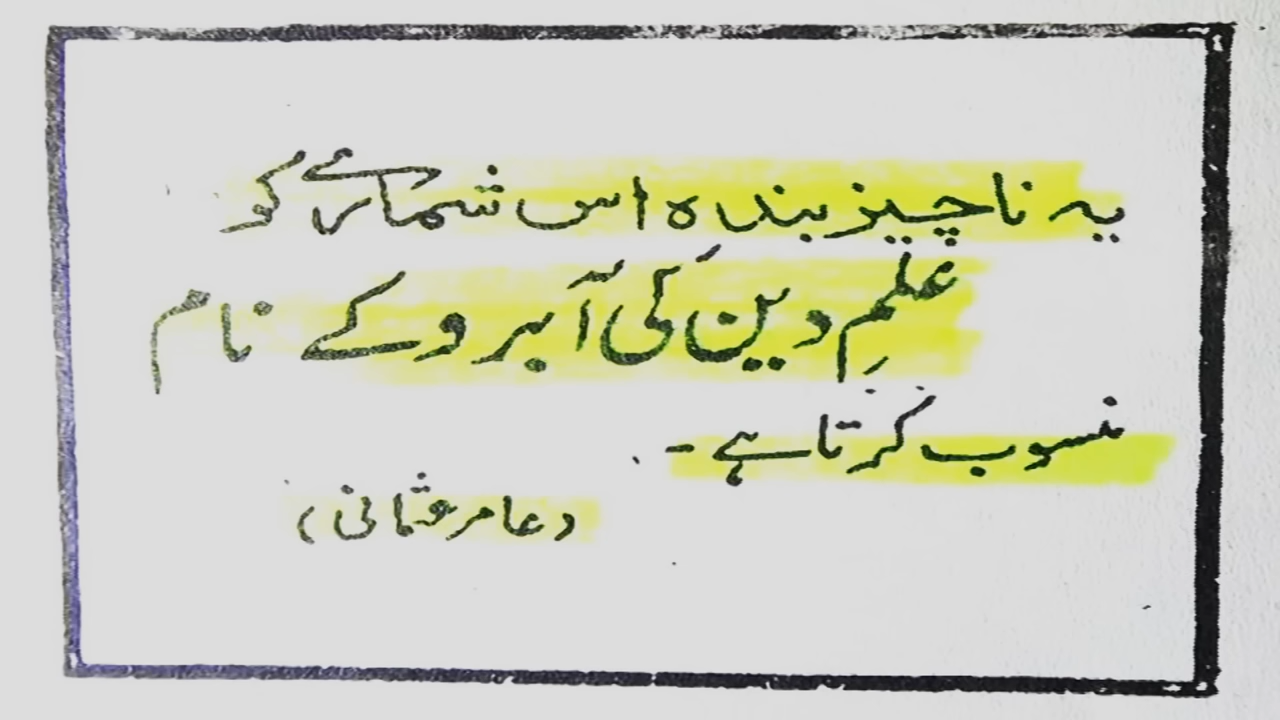 یہ ناچیز بندہ اس شمارے کو
علمِ دین کی آبرو کے نام
منسوب کرتا ہے۔
(عامر عثمانی)